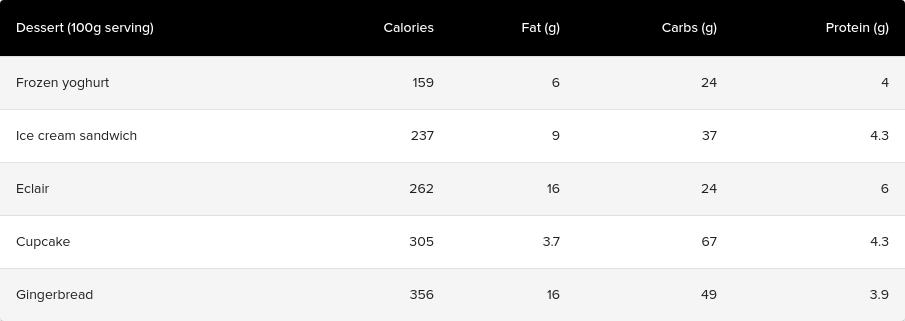 Dessert (100g serving) Calories Fat (g) Carbs (g) Protein (g)
Frozen yoghurt 159 6 24 4
Ice cream sandwich 237 9 37 4.3
Eclair 262 16 24 6
Cupcake 305 3.7 67 4.3
Gingerbread 356 16 49 3.9